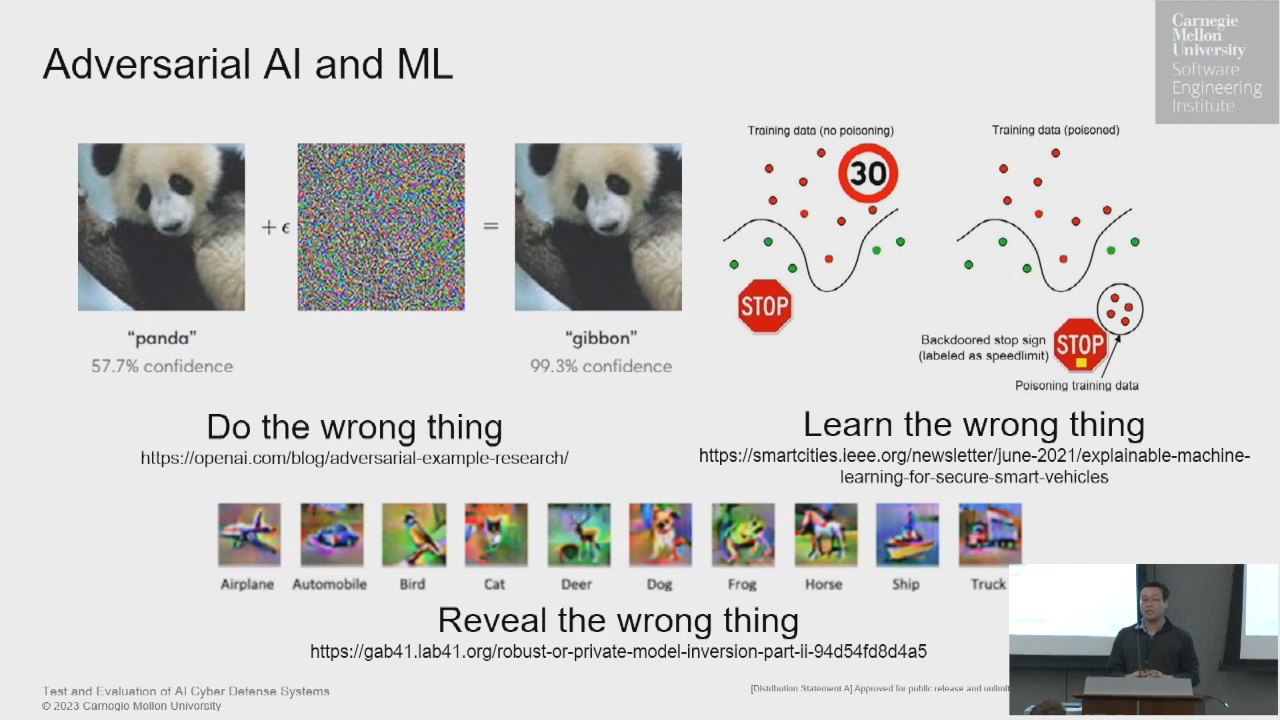 Adversarial AI and ML
Carnegie
Mellon
University
Software
Engineering
Institute
+ ϵ
=
"panda"
57.7% confidence
"gibbon"
99.3% confidence
Do the wrong thing
https://openai.com/blog/adversarial-example-research/
Training data (no poisoning)
30
STOP
Training data (poisoned)
Backdoored stop sign
(labeled as speedlimit)
STOP
Poisoning training data
Learn the wrong thing
https://smartcities.ieee.org/newsletter/june-2021/explainable-machine-
learning-for-secure-smart-vehicles
Airplane Automobile Bird Cat Deer Dog Frog Horse Ship Truck
Reveal the wrong thing
https://gab41.lab41.org/robust-or-private-model-inversion-part-ii-94d54fd8d4a5
Test and Evaluation of AI Cyber Defense Systems
© 2023 Carnegie Mellon University
[Distribution Statement A] Approved for public release and